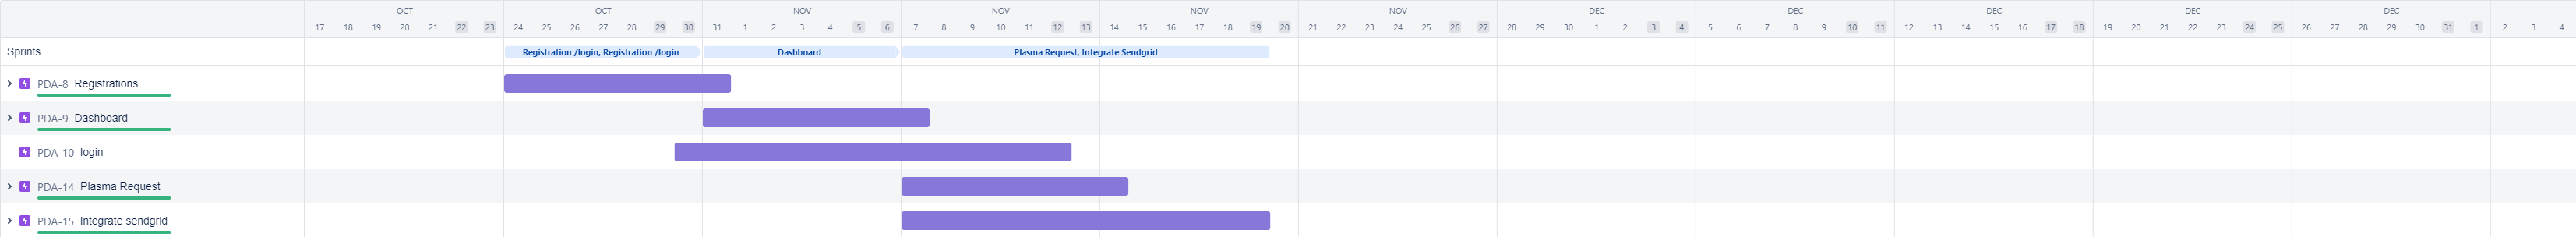 OCT OCT NOV NOV NOV NOV DEC DEC DEC DEC DEC
17 18 19 20 21 22 23 24 25 26 27 28 29 30 31 1 2 3 4 5 6 7 8 9 10 11 12 13 14 15 16 17 18 19 20 21 22 23 24 25 26 27 28 29 30 1 2 3 4 5 6 7 8 9 10 11 12 13 14 15 16 17 18 19 20 21 22 23 24 25 26 27 28 29 30 31 1 2 3 4
Sprints Registration /login, Registration /login Dashboard Plasma Request, Integrate Sendgrid
PDA-8 Registrations
PDA-9 Dashboard
PDA-10 login
PDA-14 Plasma Request
PDA-15 integrate sendgrid